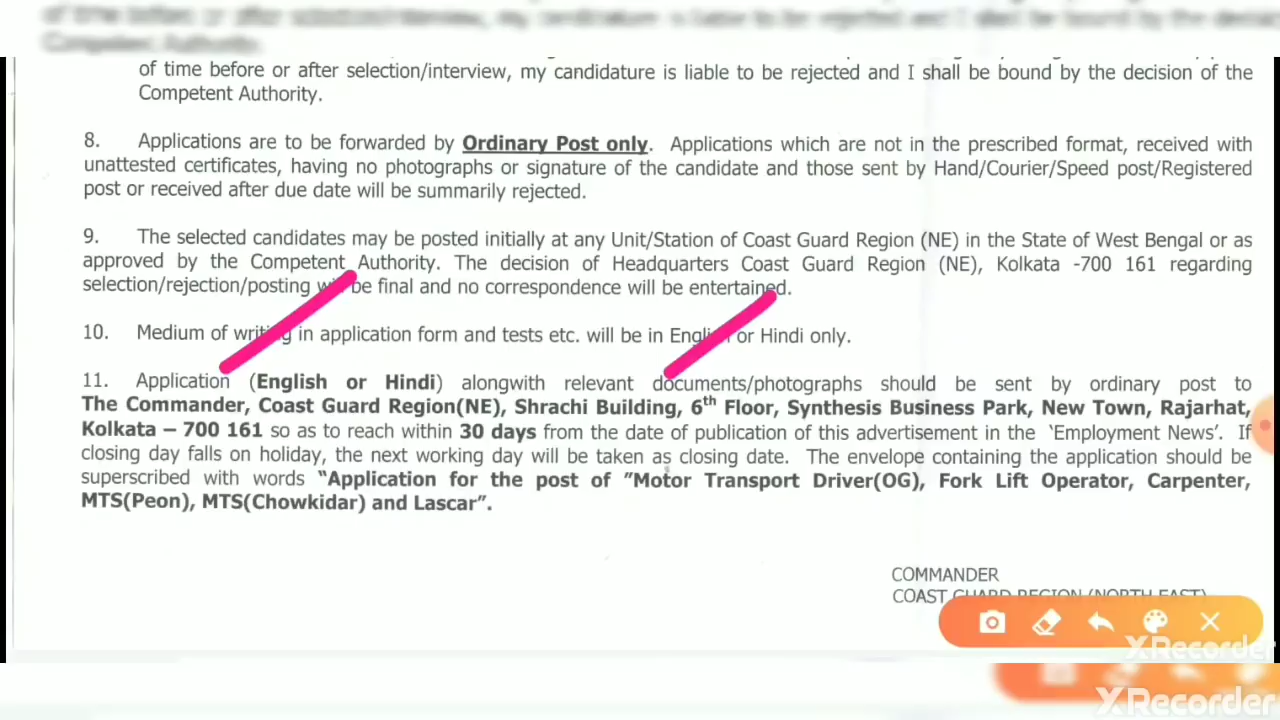 of time before or after selection/interview, my candidature is liable to be rejected and I shall be bound by the decision of the
Competent Authority.
8. Applications are to be forwarded by Ordinary Post only. Applications which are not in the prescribed format, received with
unattested certificates, having no photographs or signature of the candidate and those sent by Hand/Courier/Speed post/Registered
post or received after due date will be summarily rejected.
9. The selected candidates may be posted initially at any Unit/Station of Coast Guard Region (NE) in the State of West Bengal or as
approved by the Competent Authority. The decision of Headquarters Coast Guard Region (NE), Kolkata -700 161 regarding
selection/rejection/posting will be final and no correspondence will be entertained.
10. Medium of writing in application form and tests etc. will be in English or Hindi only.
11. Application (English or Hindi) alongwith relevant documents/photographs should be sent by ordinary post to
The Commander, Coast Guard Region(NE), Shrachi Building, 6th Floor, Synthesis Business Park, New Town, Rajarhat,
Kolkata – 700 161 so as to reach within 30 days from the date of publication of this advertisement in the 'Employment News'. If
closing day falls on holiday, the next working day will be taken as closing date. The envelope containing the application should be
superscribed with words "Application for the post of "Motor Transport Driver(OG), Fork Lift Operator, Carpenter,
MTS(Peon), MTS(Chowkidar) and Lascar".
COMMANDER
COAST GUARD REGION (NORTH EAST)
XRecorder
XRecorder